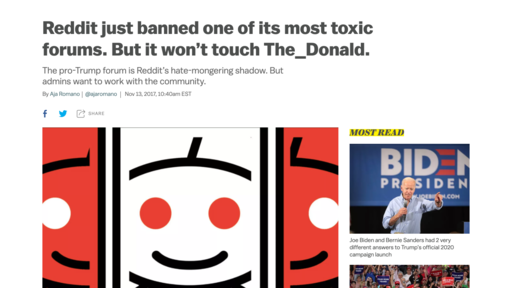 Reddit just banned one of its most toxic
forums. But it won't touch The_Donald.
The pro-Trump forum is Reddit's hate-mongering shadow. But
admins want to work with the community.
By Aja Romano | @ajaromano | Nov 13, 2017, 10:40am EST
SHARE
MOST READ
BIDEN
PRESIDEN
JOEBIDEN.COM
Joe Biden and Bernie Sanders had 2 very
different answers to Trump's official 2020
campaign launch